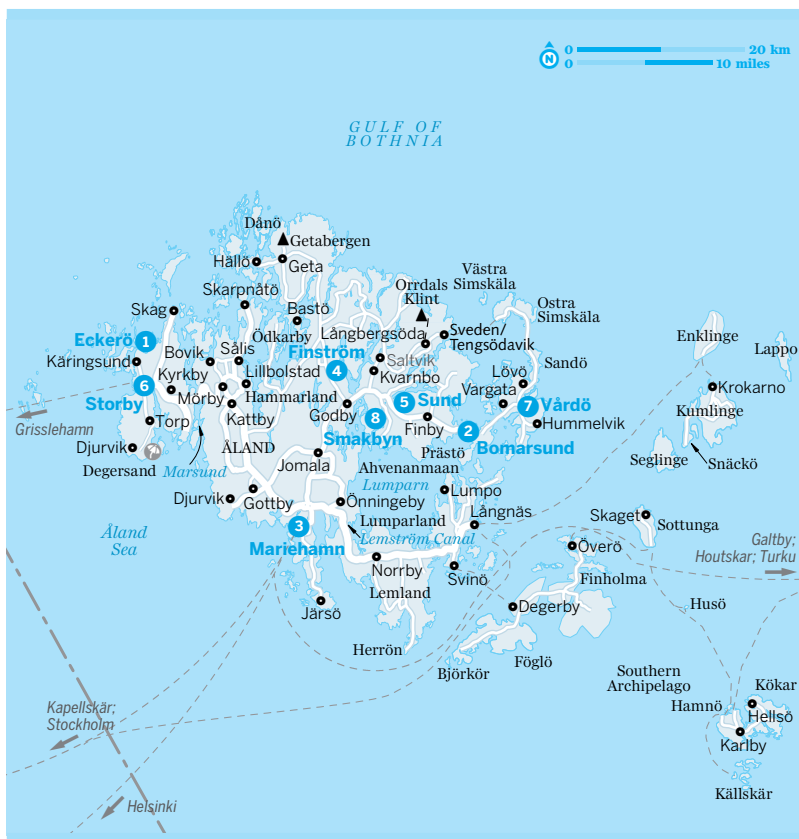 0 20 km
N
0 10 miles
GULF OF
BOTHNIA
Dånö
Getabergen
Hällö
Geta
Västra
Simskäla
Orrdals
Klint
Skarpnåtö
Ostra
Simskäla
Skag
Bastö
Ödkarby
Långbergsöda
Sveden/
Tengsödavik
Enklinge
Eckerö 1
Bovik
Sålis
Finström
Saltvik
Sandö
Lappo
Käringsund
Kyrkby
Lillbolstad
4
Kvarnbo
Lövö
Krokarno
6
Storby
Mörby
Hammarland
5 Sund
Vargata
7 Vårdö
Kumlinge
Grisslehamn
Torp
Kattby
Godby
8
Smakbyn
Finby
2
Bomarsund
Hummelvik
Djurvik
ÅLAND
Prästö
Seglinge
Snäckö
Degersand
Marsund
Jomala
Ahvenanmaan
Lumparn
Lumpo
Djurvik
Gottby
Önningeby
Långnäs
Skaget
Sottunga
Åland
Sea
3
Mariehamn
Lumparland
Lemström Canal
Galtby;
Houtskar; Turku
Överö
Norrby
Svinö
Finholma
Lemland
Degerby
Husö
Järsö
Herrön
Björkör
Föglö
Southern
Archipelago
Kökar
Hamnö
Hellsö
Kapellskär;
Stockholm
Karlby
Källskär
Helsinki